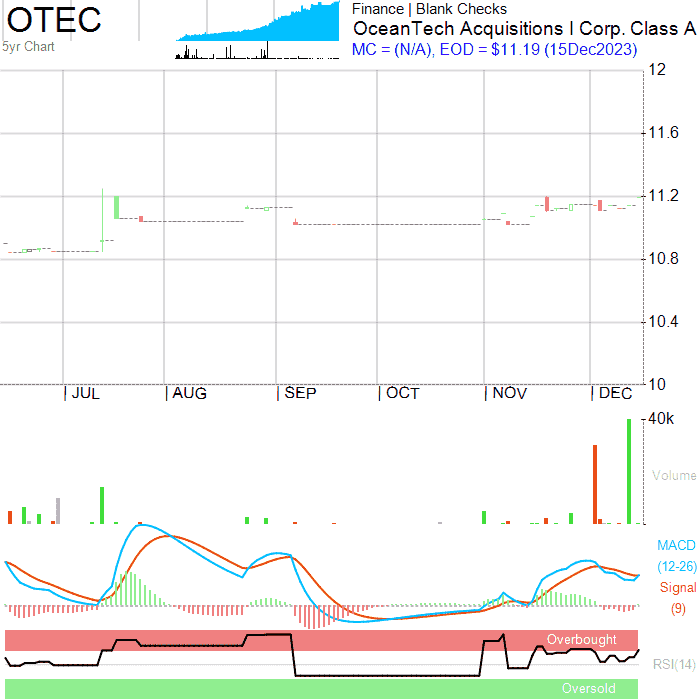 OTEC
5yr Chart
Finance | Blank Checks
OceanTech Acquisitions I Corp. Class A
MC = (N/A), EOD = $11.19 (15Dec2023)
12
11.6
11.2
10.8
10.4
10
JUL AUG SEP OCT NOV DEC
40k
Volume
MACD
(12-26)
Signal
(9)
Overbought
RSI(14)
Oversold